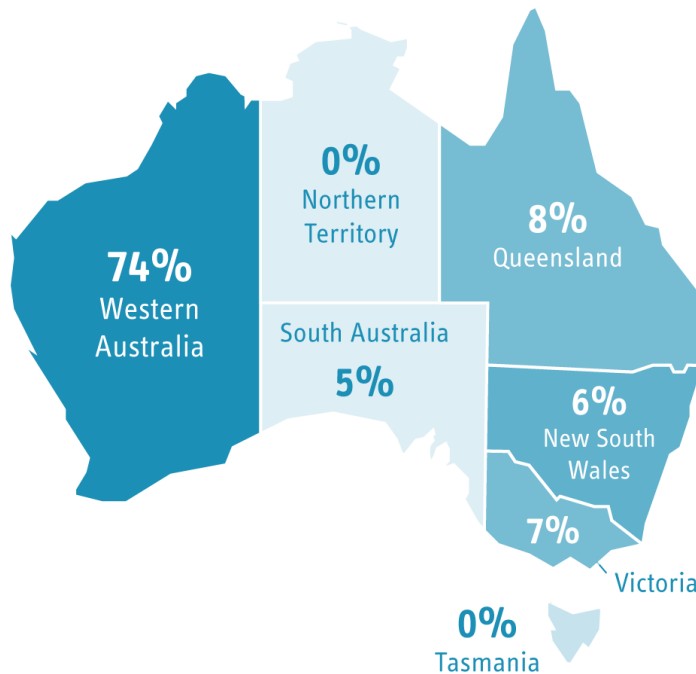 0%
Northern
Territory
8%
Queensland
74%
Western
Australia
South Australia
5%
6%
New South
Wales
7%
Victoria
0%
Tasmania